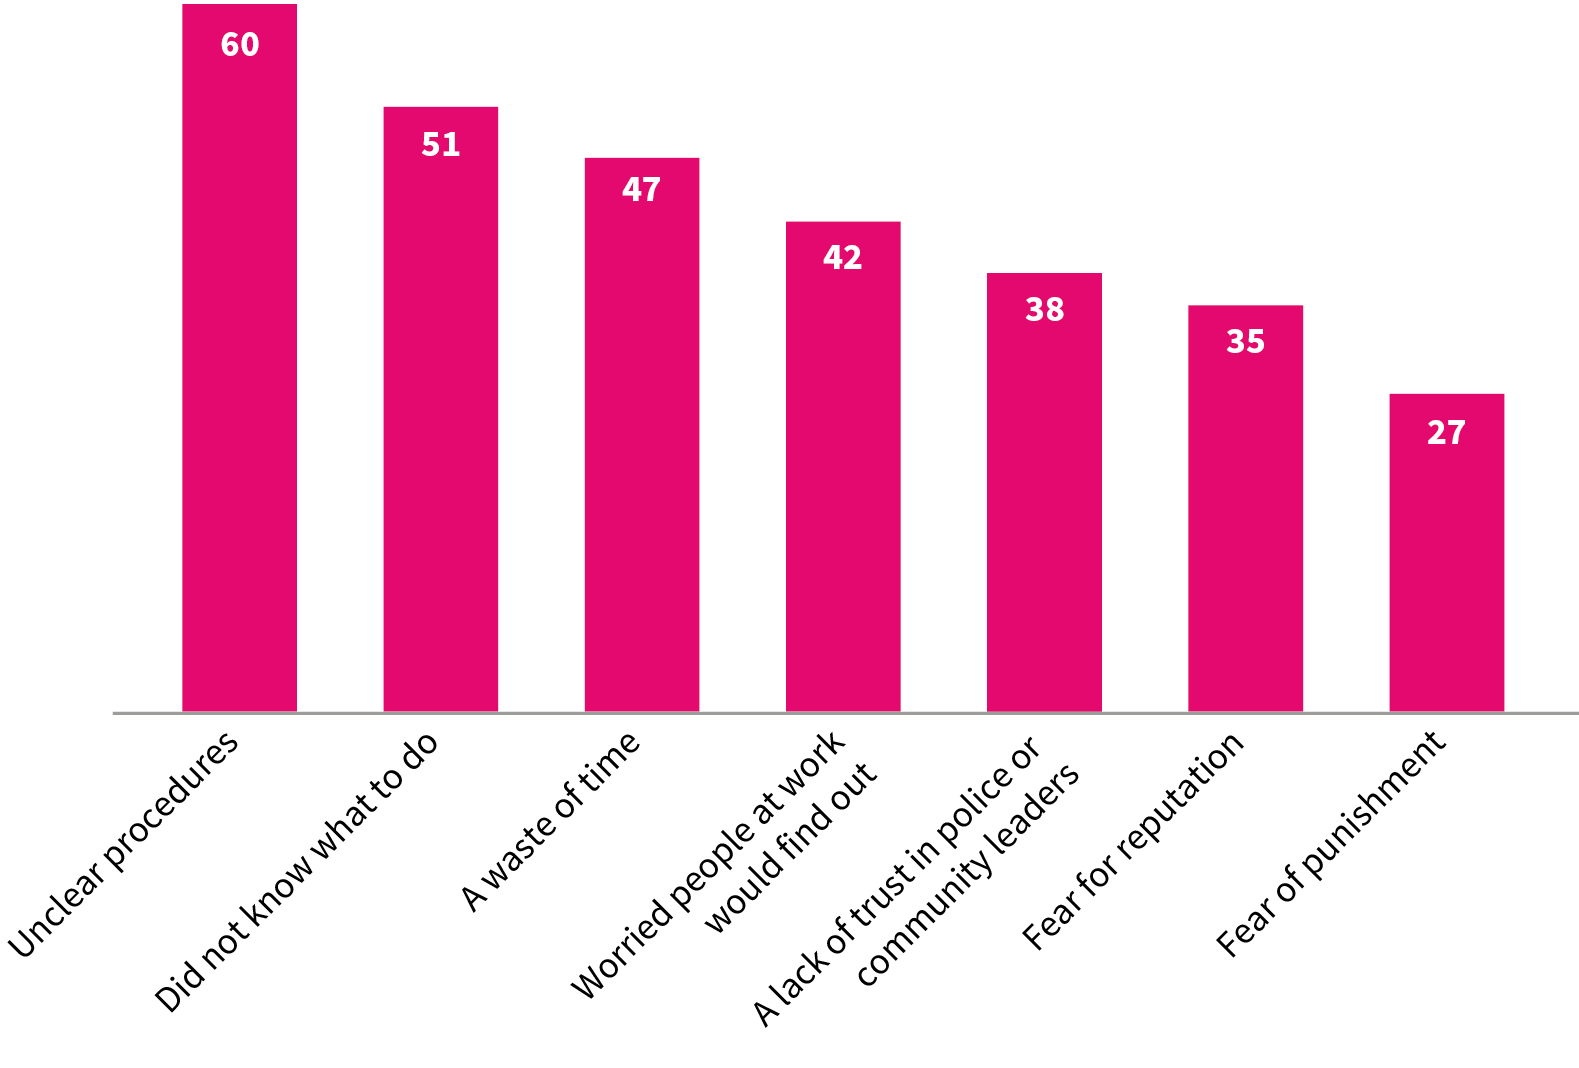 60
51
47
42
38
35
27
Unclear procedures
Did not know what to do
A waste of time
Worried people at work
would find out
A lack of trust in police or
community leaders
Fear for reputation
Fear of punishment